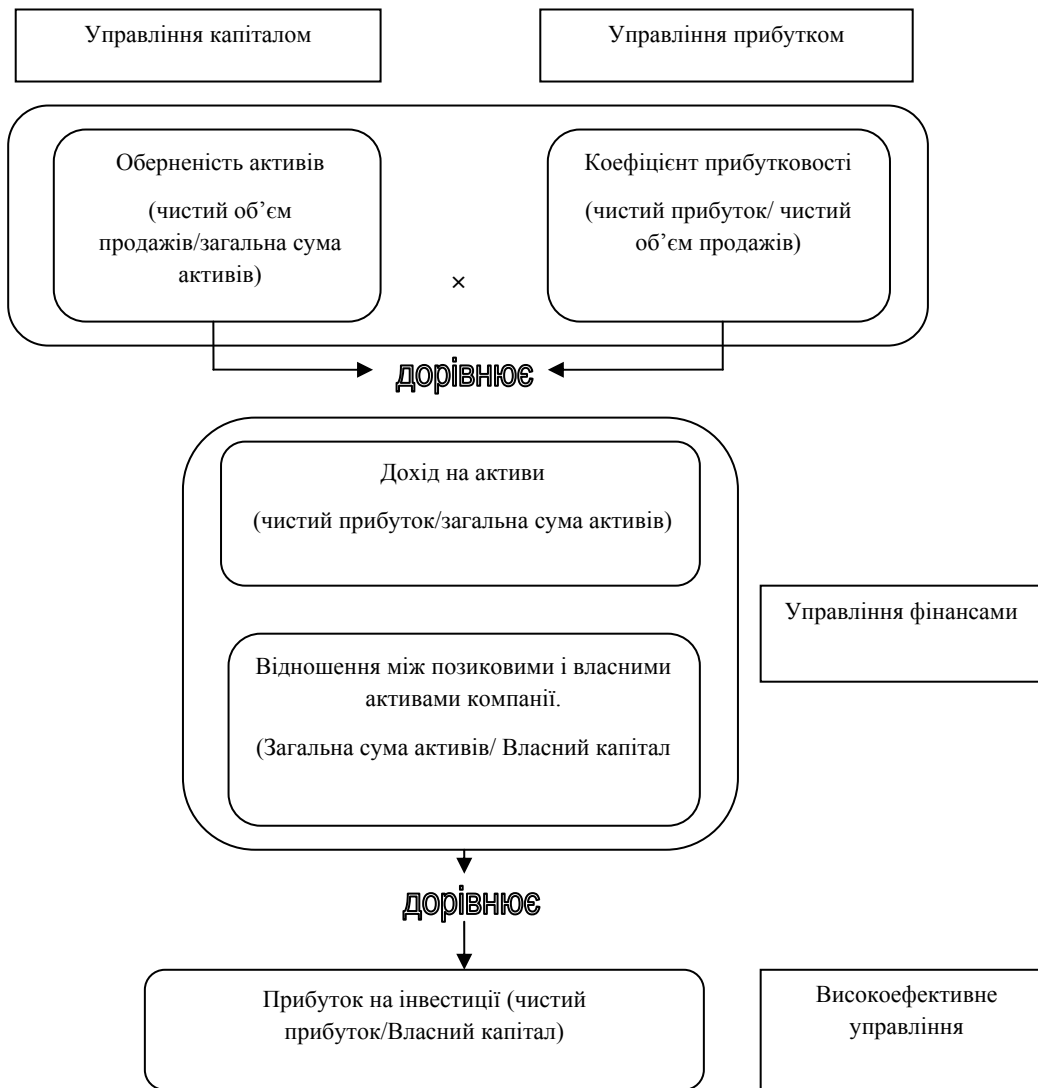 Управління капіталом
Управління прибутком
Оберненість активів
(чистий об’єм
продажів/загальна сума
активів)
×
Коефіцієнт прибутковості
(чистий прибуток/ чистий
об’єм продажів)
дорівнює
Дохід на активи
(чистий прибуток/загальна сума активів)
Управління фінансами
Відношення між позиковими і власними
активами компанії.
(Загальна сума активів/ Власний капітал
дорівнює
Прибуток на інвестиції (чистий
прибуток/Власний капітал)
Високоефективне
управління